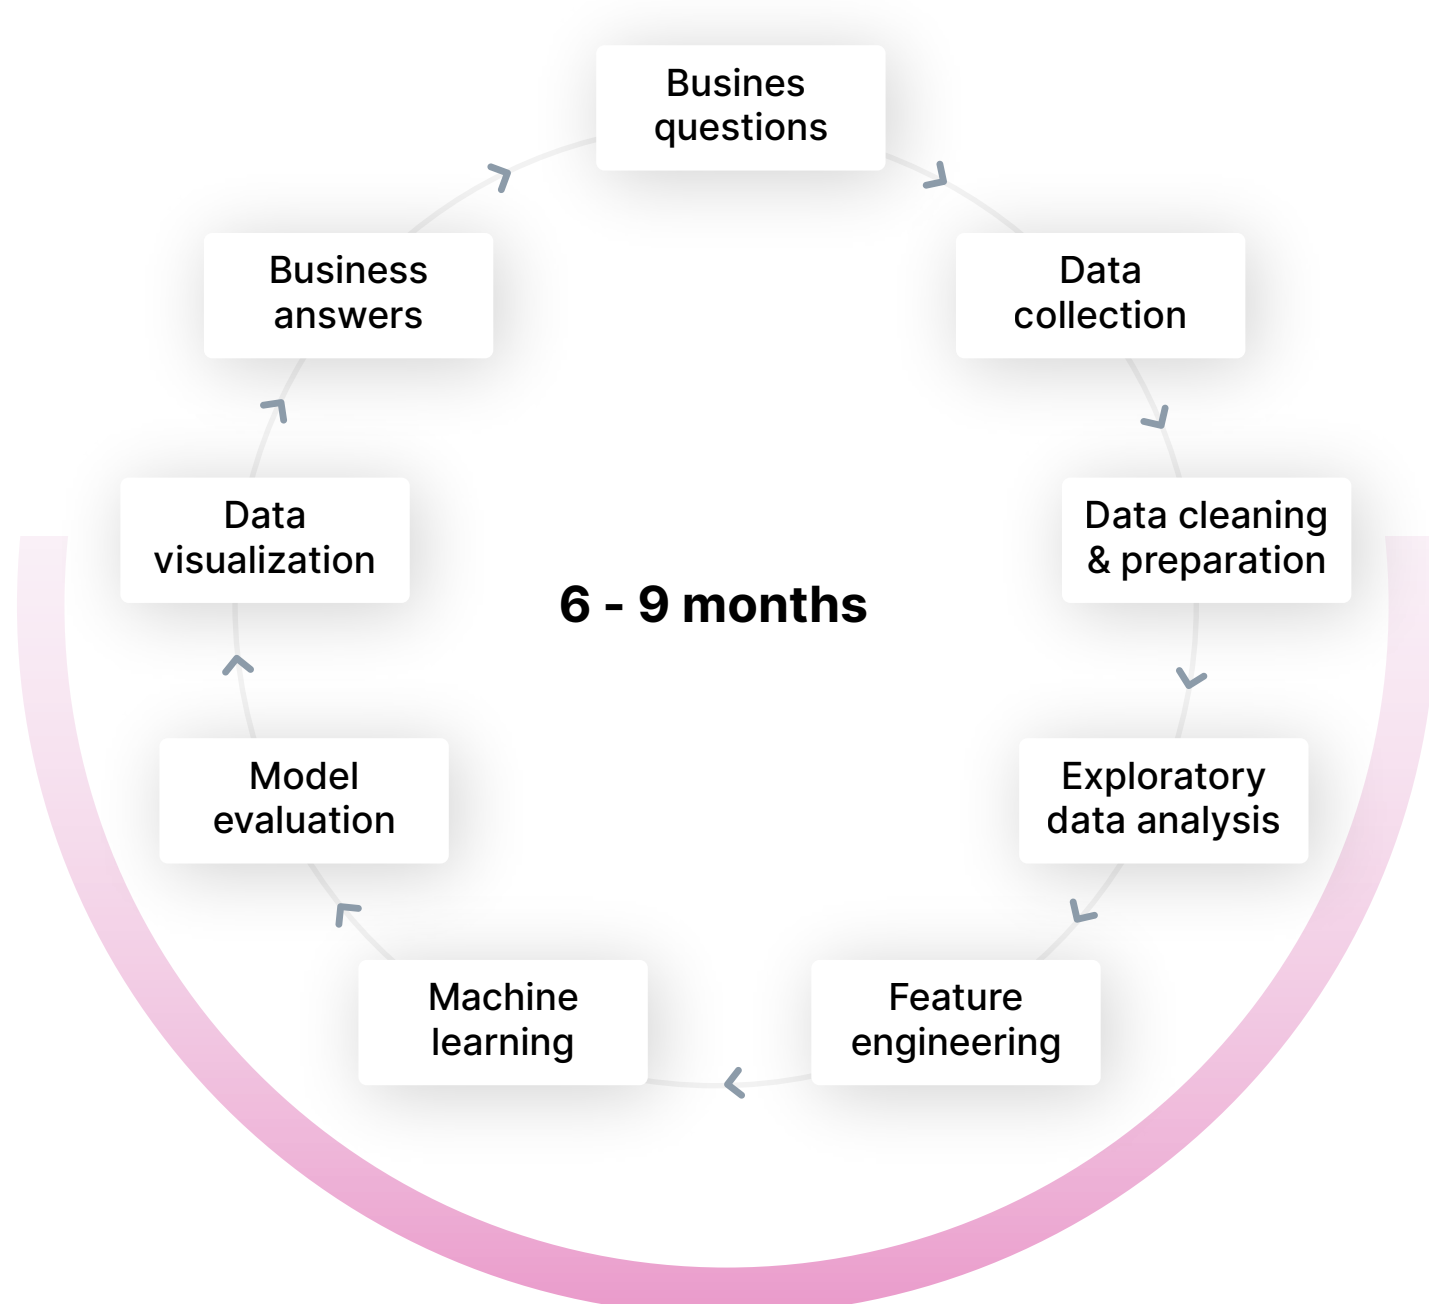 Busines
questions
Data
collection
Data cleaning
& preparation
Exploratory
data analysis
Feature
engineering
Machine
learning
Model
evaluation
Data
visualization
Business
answers
6 - 9 months